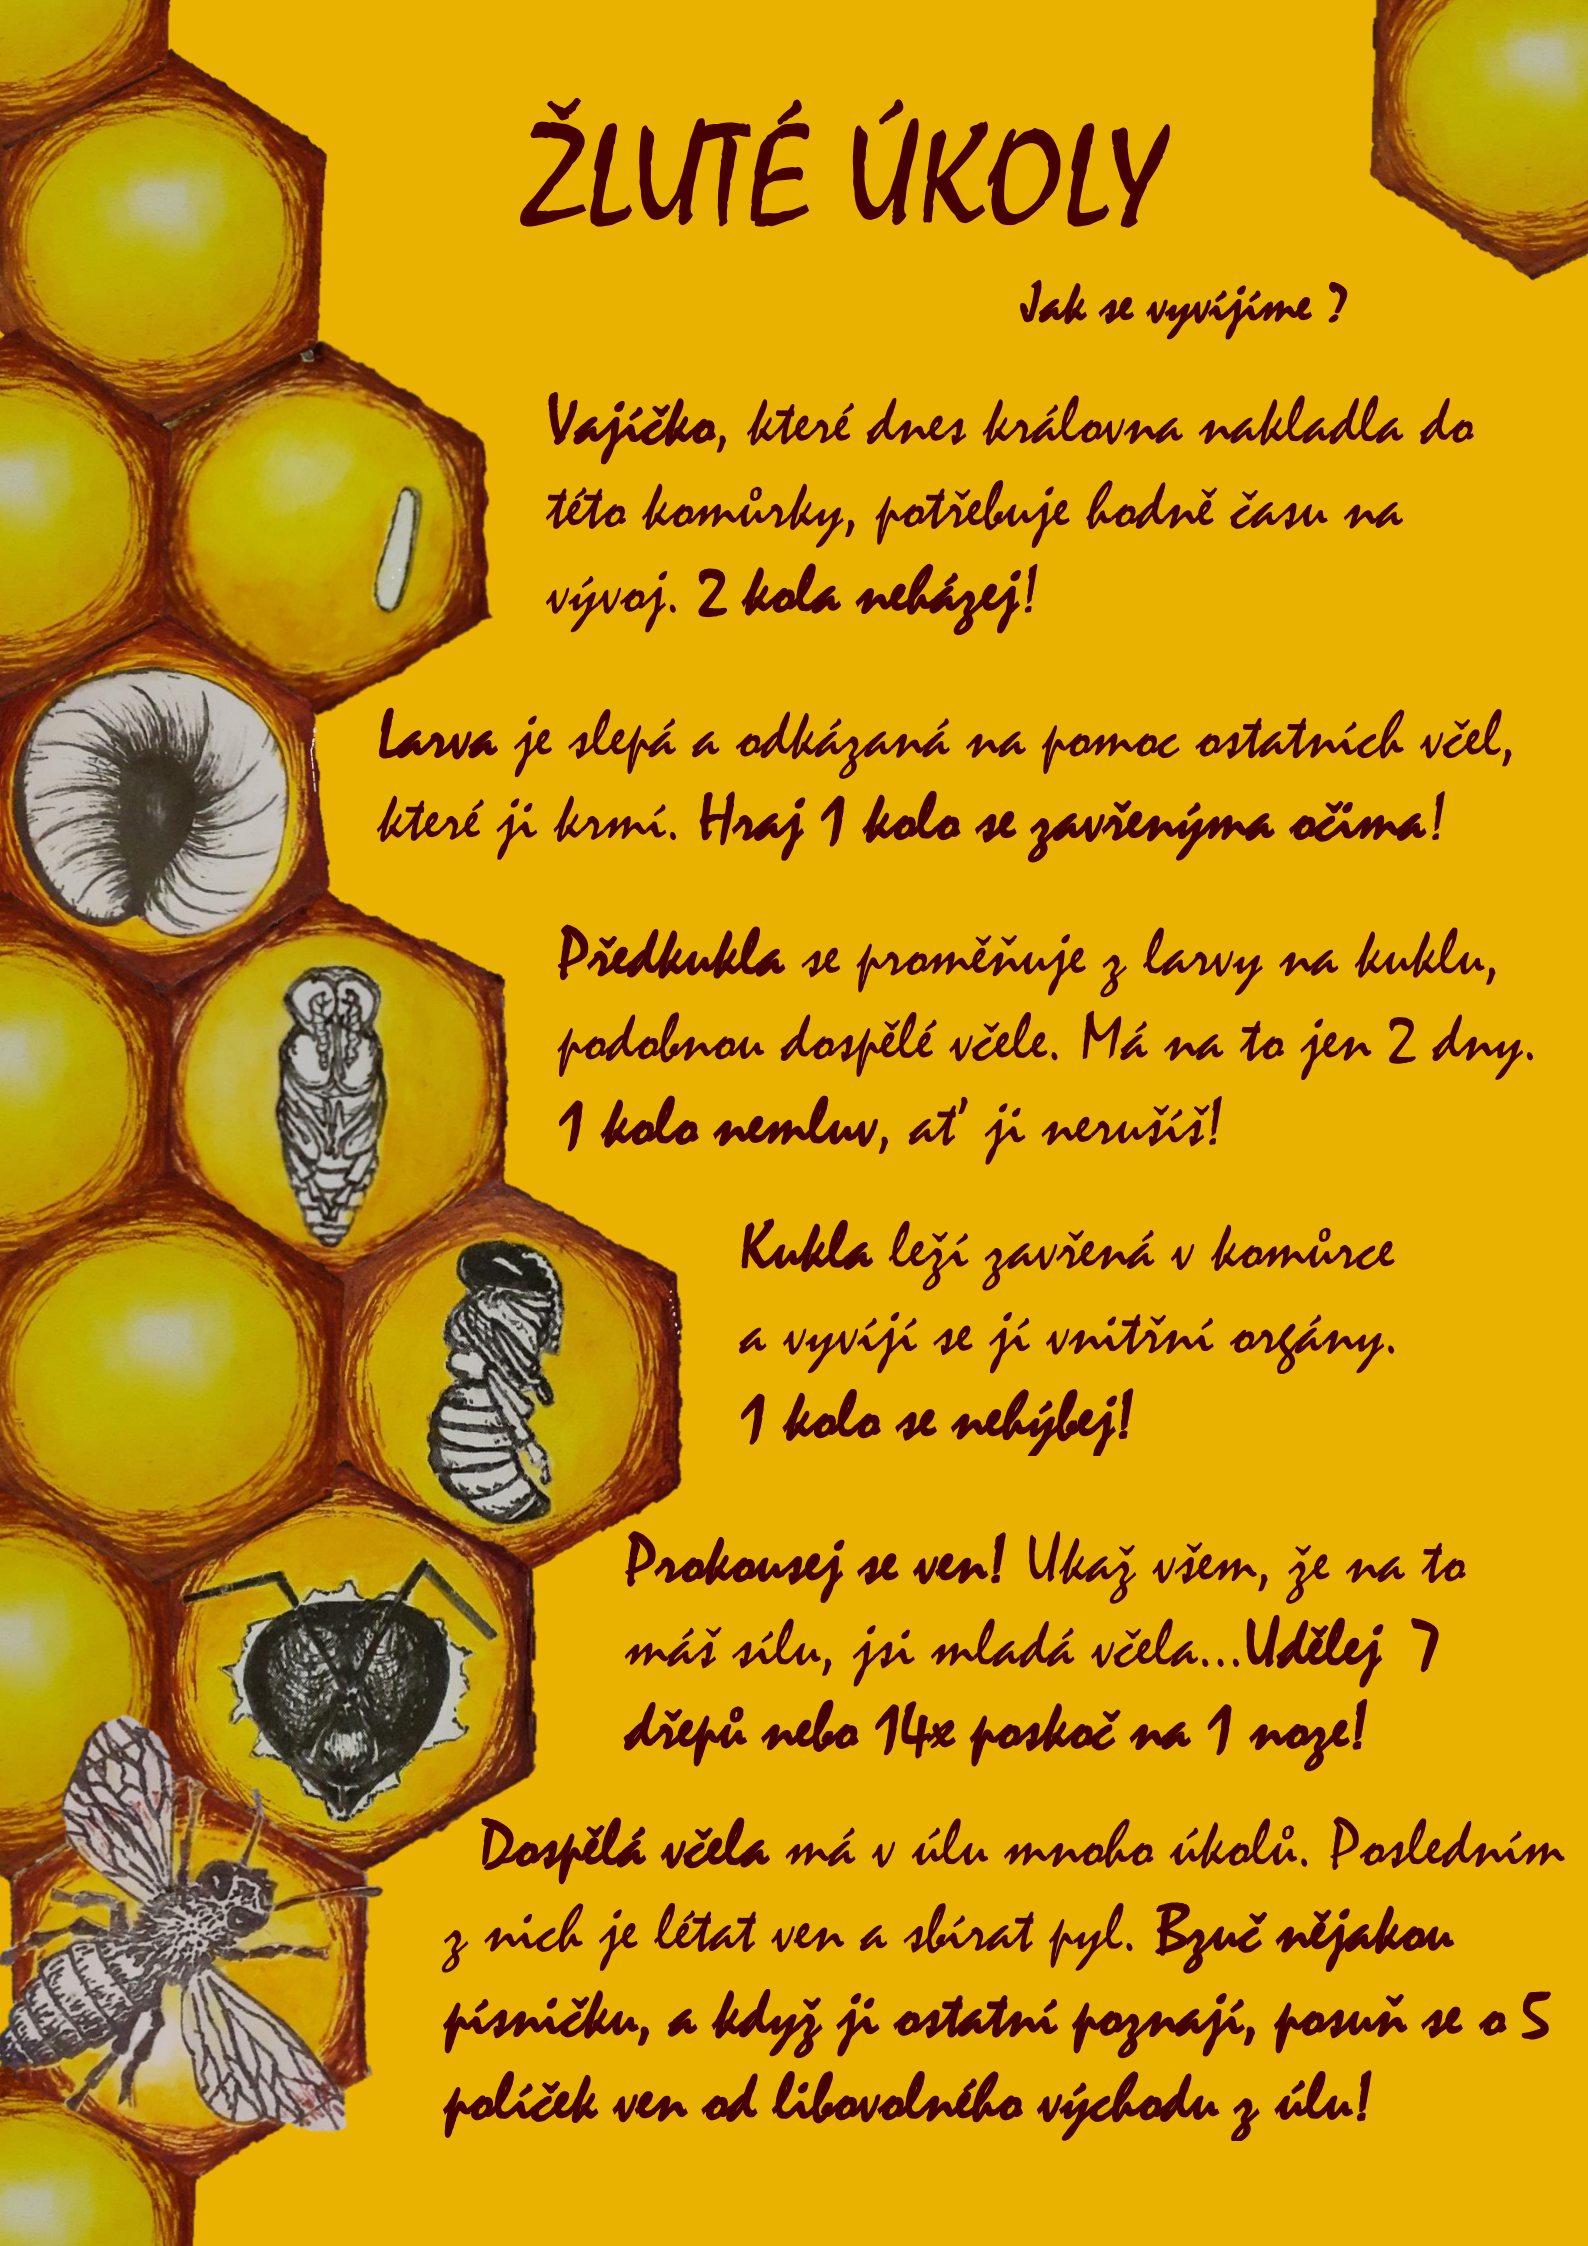 ŽLUTÉ ÚKOLY
Jak se vyvíjíme ?
Vajíčko, které dnes královna nakladla do
této komůrky, potřebuje hodně času na
vývoj. 2 kola neházej!
Larva je slepá a odkázaná na pomoc ostatních včel,
které ji krmí. Hraj 1 kolo se zavřenýma očima!
Předkukla se proměňuje z larvy na kuklu,
podobnou dospělé včele. Má na to jen 2 dny.
1 kolo nemluv, ať ji nerušíš!
Kukla leží zavřená v komůrce
a vyvíjí se jí vnitřní orgány.
1 kolo se nehýbej!
Prokousej se ven! Ukaž všem, že na to
máš sílu, jsi mladá včela...Udělej 7
dřepů nebo 14x poskoč na 1 noze!
Dospělá včela má v úlu mnoho úkolů. Posledním
z nich je létat ven a sbírat pyl. Bzuč nějakou
písničku, a když ji ostatní poznají, posuň se o 5
políček ven od libovolného východu z úlu!